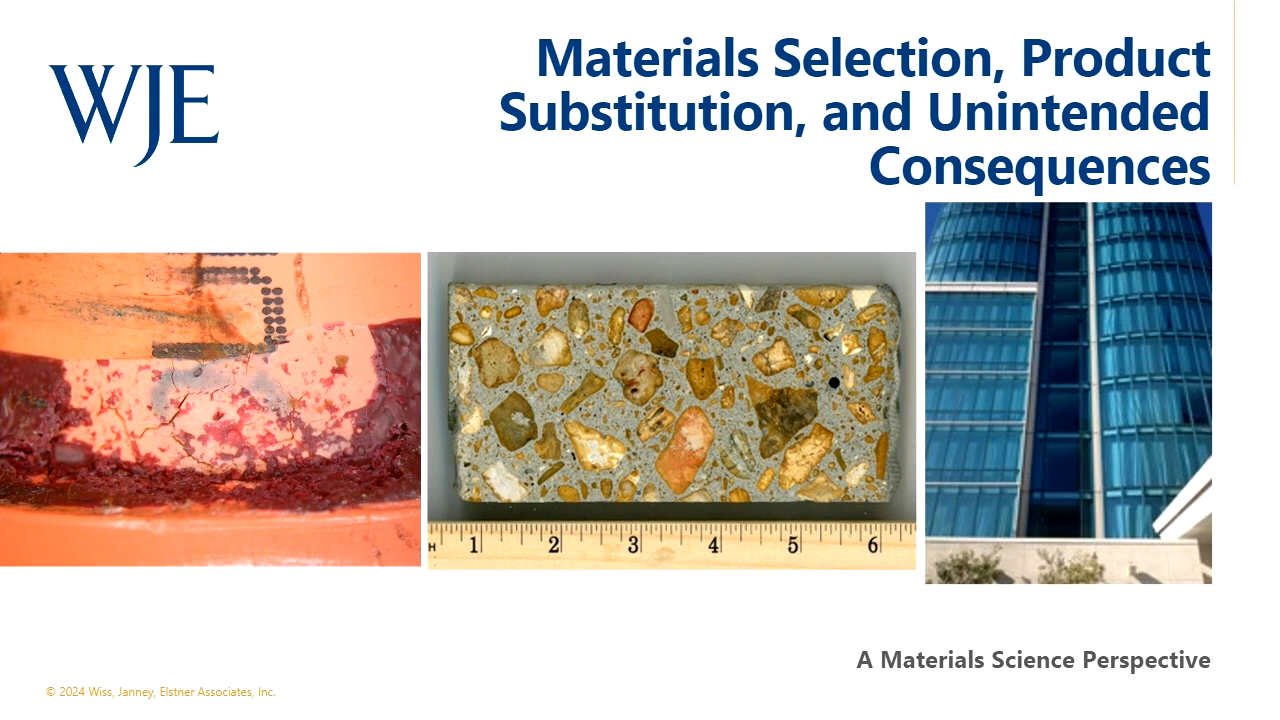 WJE
Materials Selection, Product
Substitution, and Unintended
Consequences
H 1 2 3 4 5 6
A Materials Science Perspective
© 2024 Wiss, Janney, Elstner Associates, Inc.